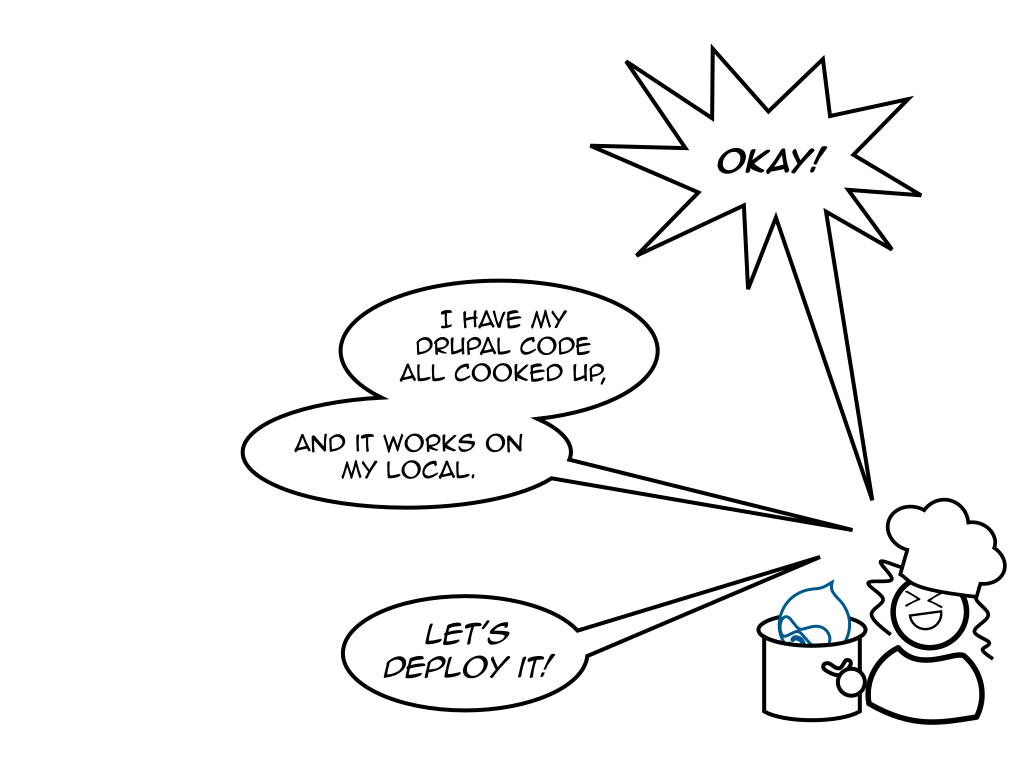 OKAY!
I HAVE MY
DRUPAL CODE
ALL COOKED UP,
AND IT WORKS ON
MY LOCAL.
LET'S
DEPLOY IT!